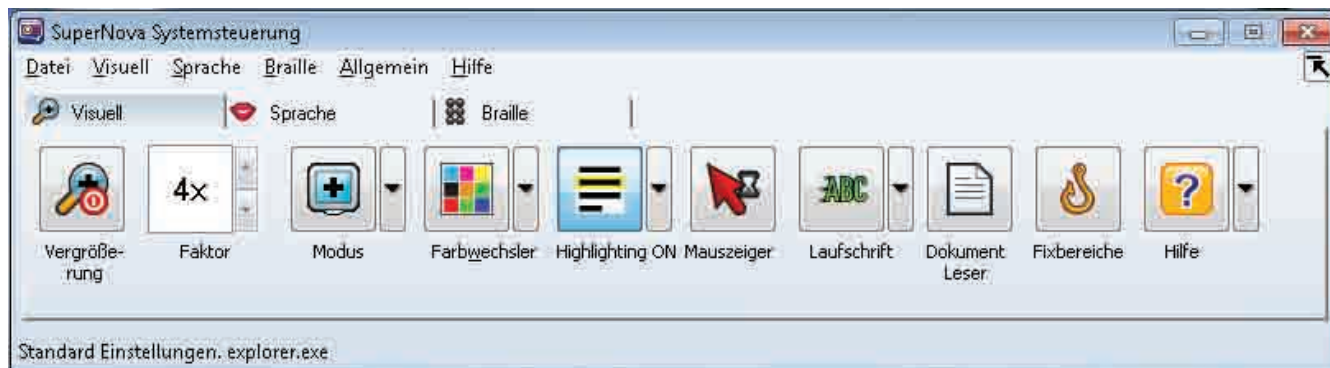 SuperNova Systemsteuerung
Datei Visuell Sprache Braille Allgemein Hilfe
Visuell Sprache Braille
4x
ABC
?
Vergröße-
rung
Faktor
Modus
Farbwechsler
Highlighting ON
Mauszeiger
Laufschrift
Dokument
Leser
Fixbereiche
Hilfe
Standard Einstellungen. explorer.exe